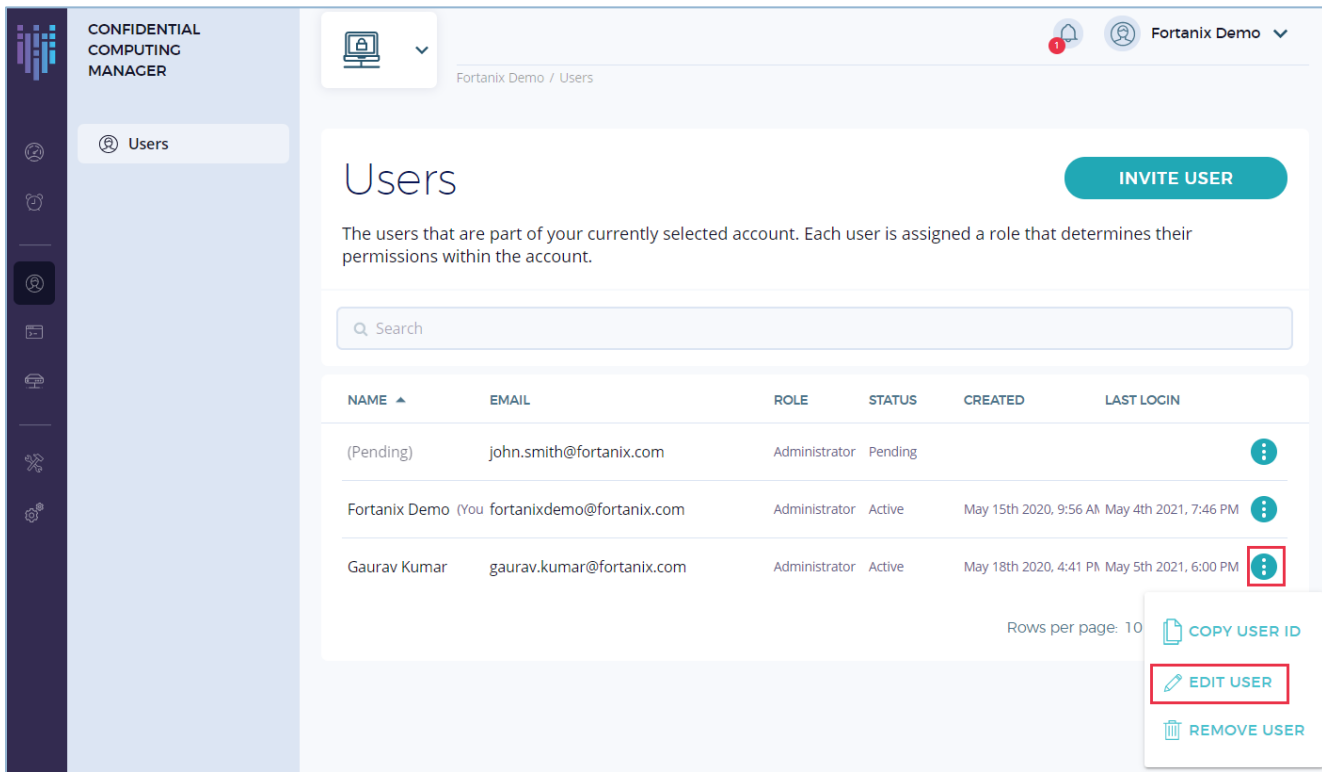 CONFIDENTIAL
COMPUTING
MANAGER
Users
1
Fortanix Demo
Fortanix Demo / Users
Users
INVITE USER
The users that are part of your currently selected account. Each user is assigned a role that determines their
permissions within the account.
Search
NAME EMAIL ROLE STATUS CREATED LAST LOGIN
(Pending) john.smith@fortanix.com Administrator Pending
Fortanix Demo (You fortanixdemo@fortanix.com Administrator Active May 15th 2020, 9:56 AM May 4th 2021, 7:46 PM
Gaurav Kumar gaurav.kumar@fortanix.com Administrator Active May 18th 2020, 4:41 PM May 5th 2021, 6:00 PM
Rows per page: 10
COPY USER ID
EDIT USER
REMOVE USER